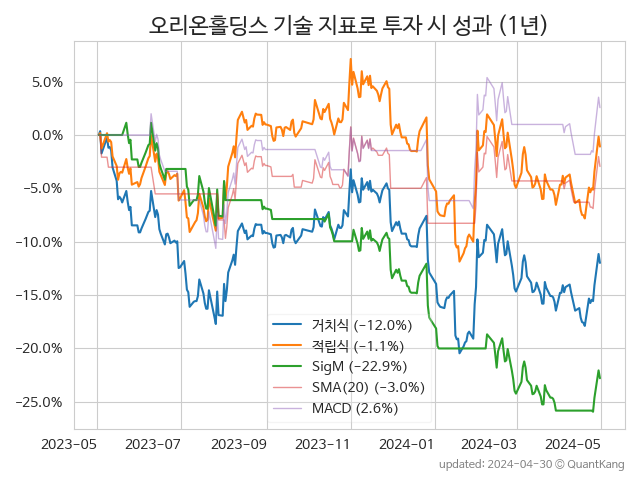 오리온홀딩스 기술 지표로 투자 시 성과 (1년)
5.0%
0.0%
−5.0%
−10.0%
−15.0%
−20.0%
−25.0%
거치식 (−12.0%)
적립식 (−1.1%)
SigM (−22.9%)
SMA(20) (−3.0%)
MACD (2.6%)
2023-05 2023-07 2023-09 2023-11 2024-01 2024-03 2024-05
updated: 2024-04-30 © QuantKang